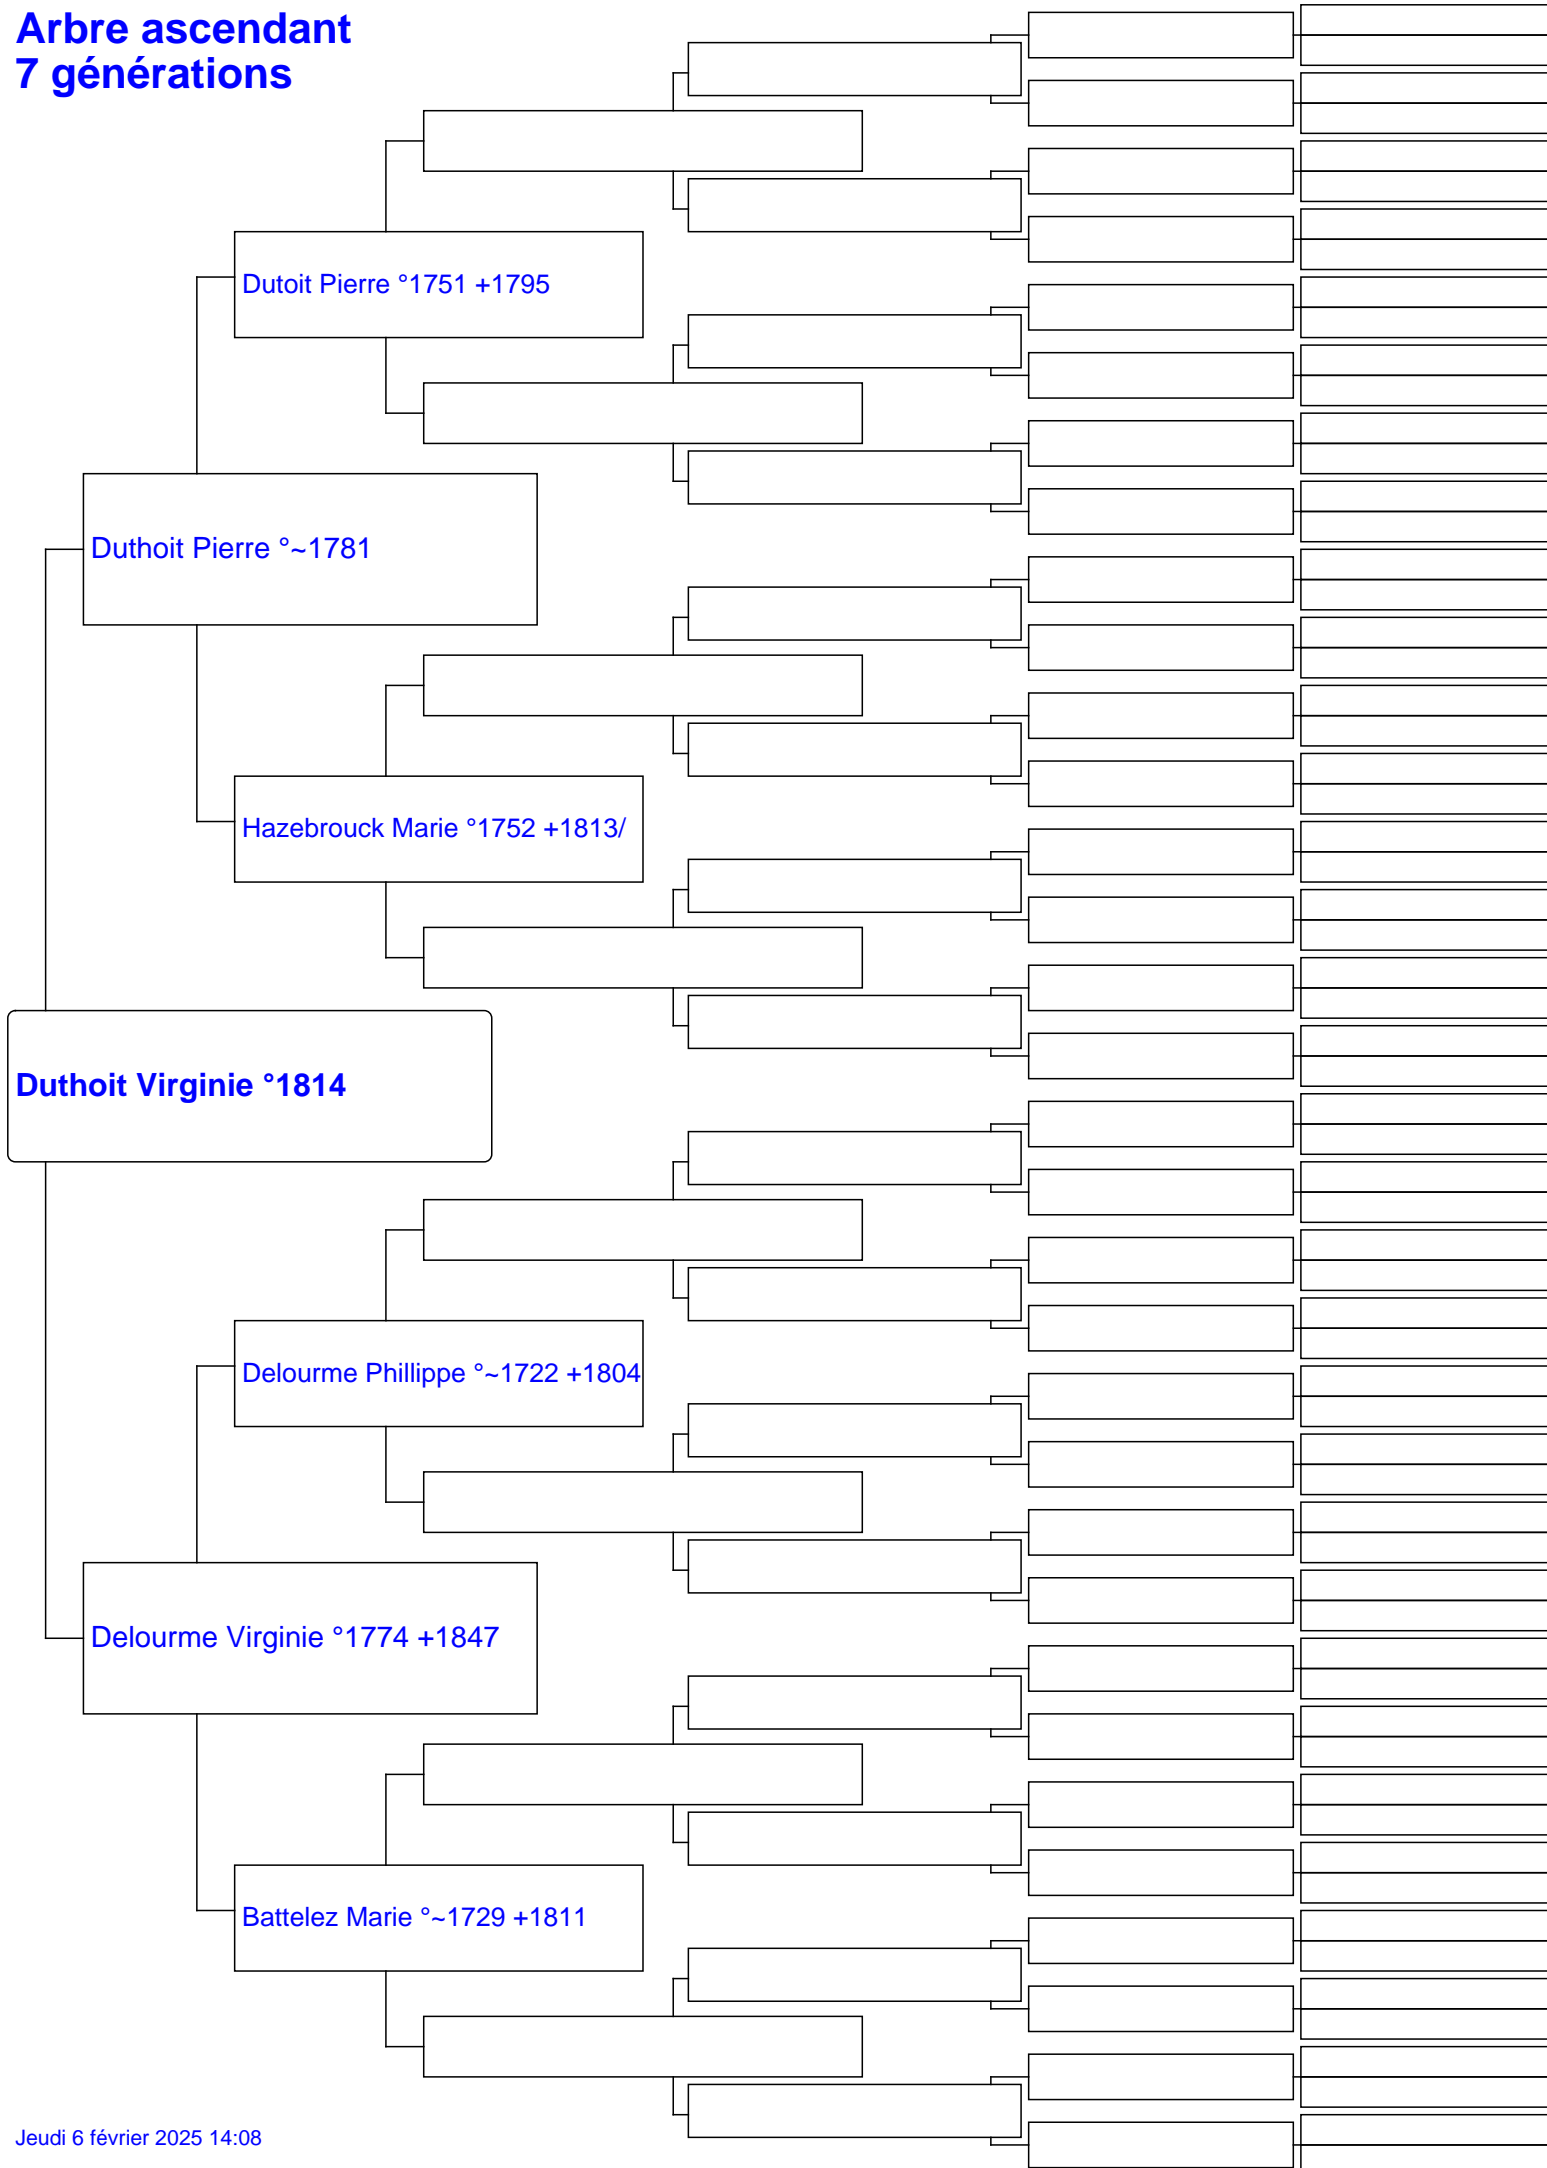 Arbre ascendant
7 générations
Dutoit Pierre °1751 +1795
Duthoit Pierre °~1781
Hazebrouck Marie °1752 +1813/
Duthoit Virginie °1814
Delourme Phillippe °~1722 +1804
Delourme Virginie °1774 +1847
Battelez Marie °~1729 +1811
Jeudi 6 février 2025 14:08